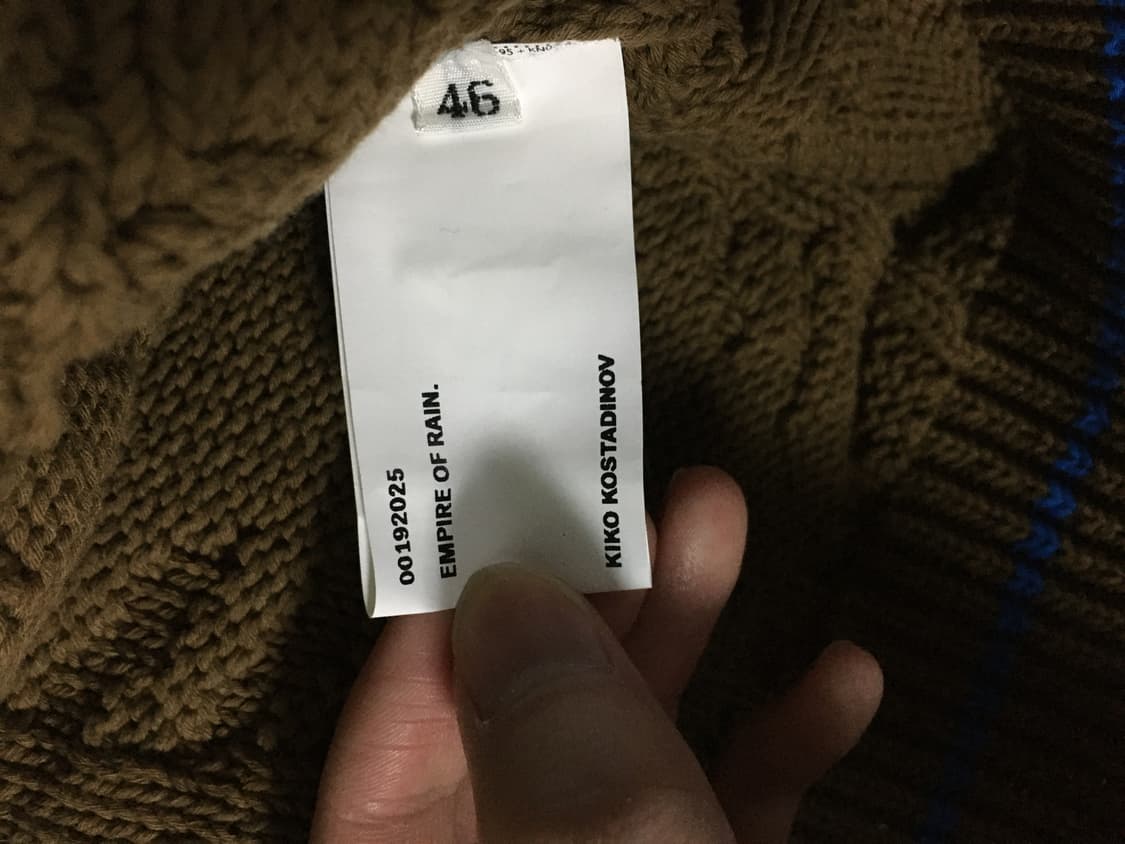 46
00192025
EMPIRE OF RAIN.
KIKO KOSTADINOV